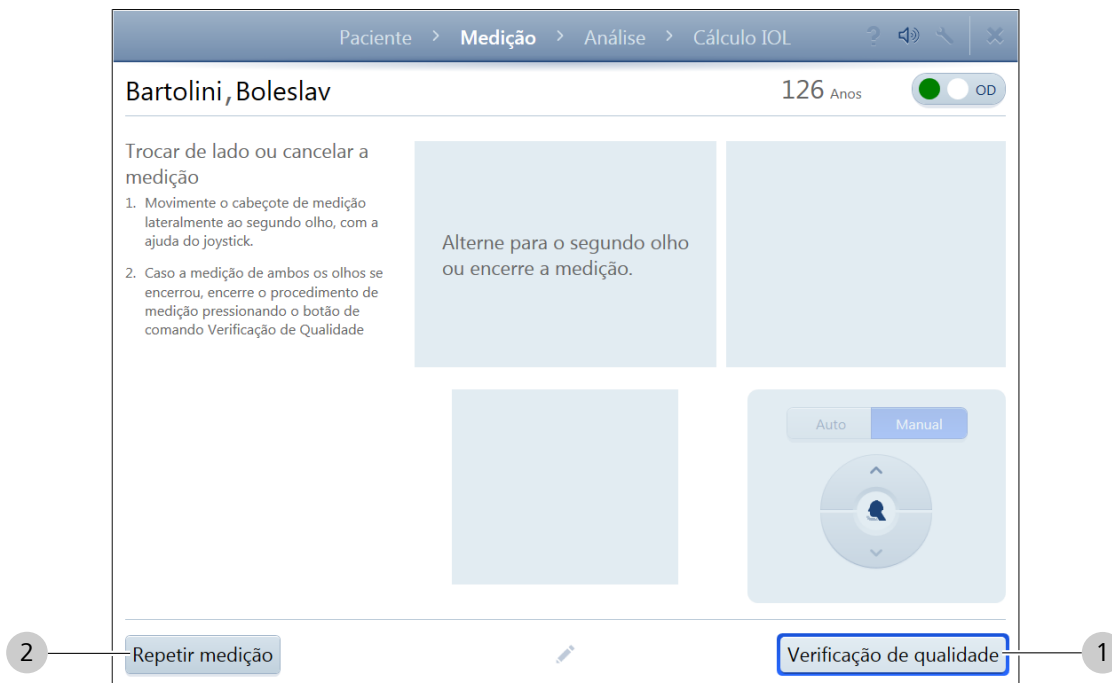 Paciente > Medição > Análise > Cálculo IOL ?
Bartolini, Boleslav 126 Anos OD
Trocar de lado ou cancelar a
medição
1. Movimente o cabeçote de medição
lateralmente ao segundo olho, com a
ajuda do joystick.
2. Caso a medição de ambos os olhos se
encerrou, encerre o procedimento de
medição pressionando o botão de
comando Verificação de Qualidade
Alterne para o segundo olho
ou encerre a medição.
Auto Manual
2 Repetir medição Verificação de qualidade 1